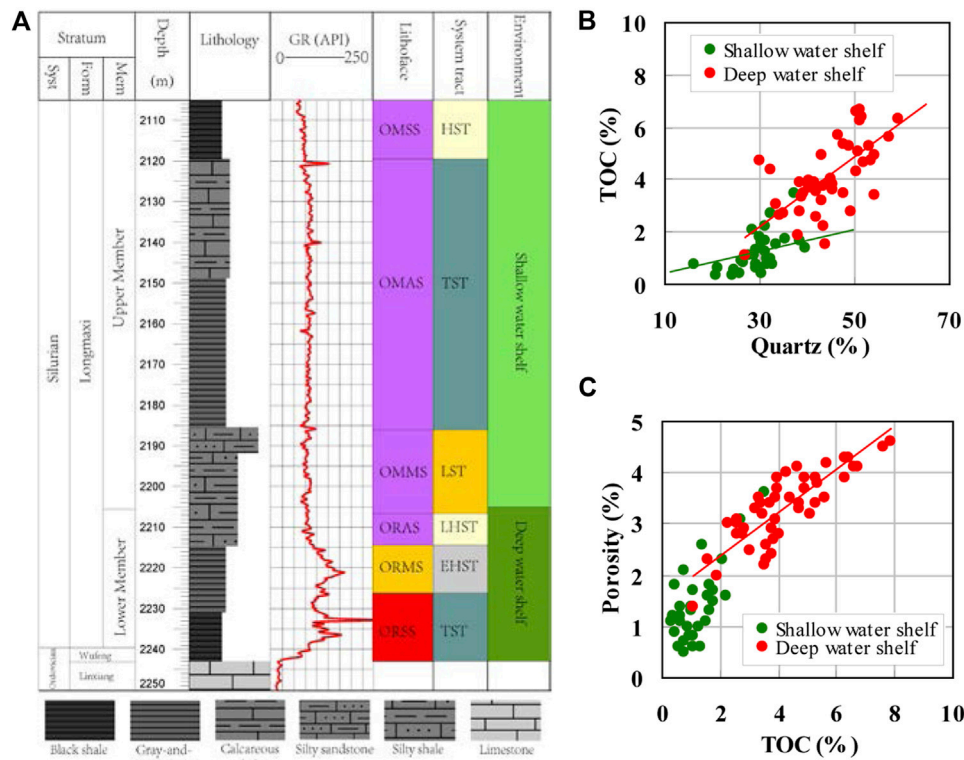 A
Stratum
Syst
Form
Mem
Depth
(m)
Lithology
GR (API)
0
250
Lithoface
System tract
Environment
2110
2120
2130
2140
2150
2160
2170
2180
2190
2200
2210
2220
2230
2240
2250
Silurian
Longmaxi
Upper Member
Lower Member
Ordovician
Wufeng
Linxiang
OMSS
OMAS
OMMS
ORAS
ORMS
ORSS
HST
TST
LST
LHST
EHST
TST
Shallow water shelf
Deep water shelf
Black shale
Gray-and-
Calcareous
Silty sandstone
Silty shale
Limestone
B
Shallow water shelf
Deep water shelf
TOC (%)
10
8
6
4
2
0
10
30
50
70
Quartz (%)
C
Porosity (%)
5
4
3
2
1
0
Shallow water shelf
Deep water shelf
0
2
4
6
8
10
TOC (%)